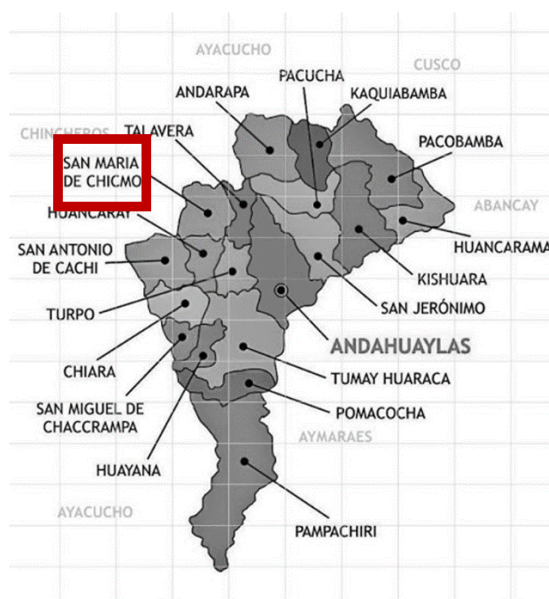 AYACUCHO
CUSCO
PACUCHA
ANDARAPA
KAQUIABAMBA
CHINCHEROS
TALAVERA
PACOBAMBA
SAN MARIA
DE CHICMO
ABANCAY
HUANCARAY
HUANCARAMA
SAN ANTONIO
DE CACHI
KISHUARA
SAN JERÓNIMO
TURPO
ANDAHUAYLAS
CHIARA
TUMAY HUARACA
SAN MIGUEL DE
CHACCRAMPA
POMACOCHA
AYMARAES
HUAYANA
AYACUCHO
PAMPACHIRI